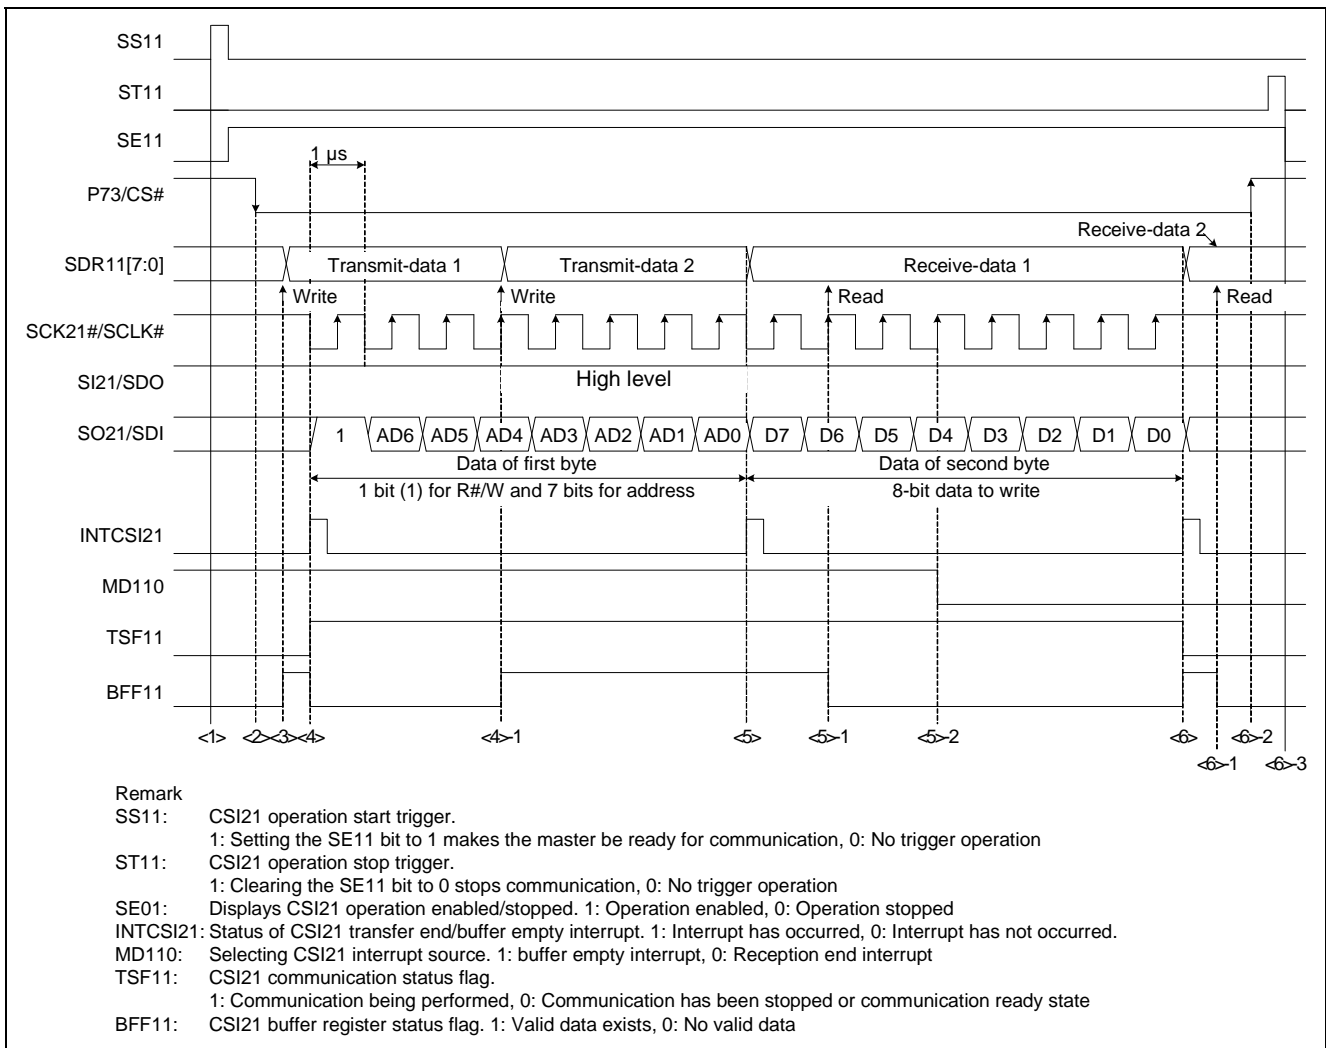 SS11
ST11
SE11
1 µs
P73/CS#
Receive-data 2
SDR11[7:0] Transmit-data 1 Transmit-data 2 Receive-data 1
Write Write Read Read
SCK21#/SCLK#
SI21/SDO High level
SO21/SDI 1 AD6 AD5 AD4 AD3 AD2 AD1 AD0 D7 D6 D5 D4 D3 D2 D1 D0
Data of first byte Data of second byte
1 bit (1) for R#/W and 7 bits for address 8-bit data to write
INTCSI21
MD110
TSF11
BFF11
<1> <2> <3> <4> <4>-1 <5> <5>-1 <5>-2 <6> <6>-2
<6>-1 <6>-3
Remark
SS11: CSI21 operation start trigger.
1: Setting the SE11 bit to 1 makes the master be ready for communication, 0: No trigger operation
ST11: CSI21 operation stop trigger.
1: Clearing the SE11 bit to 0 stops communication, 0: No trigger operation
SE01: Displays CSI21 operation enabled/stopped. 1: Operation enabled, 0: Operation stopped
INTCSI21: Status of CSI21 transfer end/buffer empty interrupt. 1: Interrupt has occurred, 0: Interrupt has not occurred.
MD110: Selecting CSI21 interrupt source. 1: buffer empty interrupt, 0: Reception end interrupt
TSF11: CSI21 communication status flag.
1: Communication being performed, 0: Communication has been stopped or communication ready state
BFF11: CSI21 buffer register status flag. 1: Valid data exists, 0: No valid data